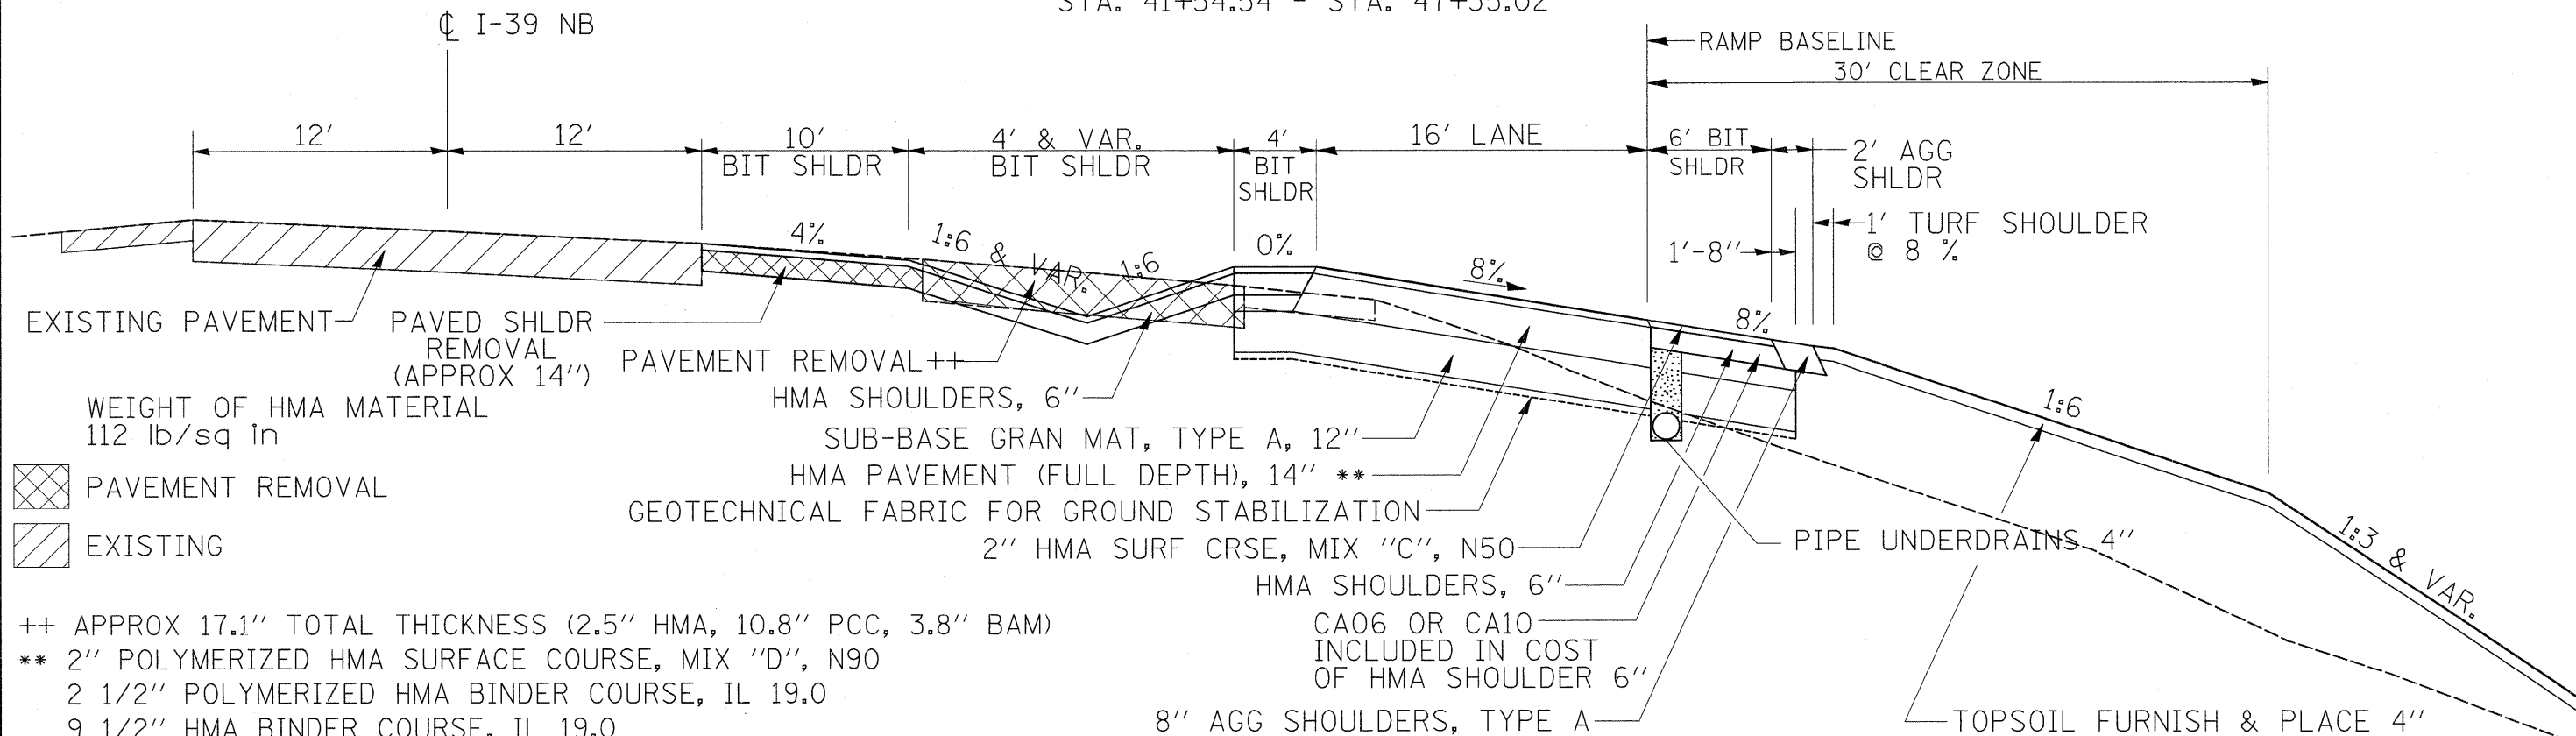 STA. 41+54.54 - STA. 47+35.02
℄ I-39 NB
RAMP BASELINE
30' CLEAR ZONE
12'
12'
10'
BIT SHLDR
4' & VAR.
BIT SHLDR
4'
BIT
SHLDR
16' LANE
6' BIT
SHLDR
2' AGG
SHLDR
1' TURF SHOULDER
@ 8 %
1'-8"
4%
1:6 & VAR.
1:6
0%
8%
8%
1:6
1:3 & VAR.
EXISTING PAVEMENT
PAVED SHLDR
REMOVAL
(APPROX 14")
PAVEMENT REMOVAL++
HMA SHOULDERS, 6"
WEIGHT OF HMA MATERIAL
112 lb/sq in
SUB-BASE GRAN MAT, TYPE A, 12"
HMA PAVEMENT (FULL DEPTH), 14" **
PAVEMENT REMOVAL
GEOTECHNICAL FABRIC FOR GROUND STABILIZATION
EXISTING
2" HMA SURF CRSE, MIX "C", N50
PIPE UNDERDRAINS 4"
HMA SHOULDERS, 6"
CA06 OR CA10
INCLUDED IN COST
OF HMA SHOULDER 6"
8" AGG SHOULDERS, TYPE A
TOPSOIL FURNISH & PLACE 4"
++ APPROX 17.1" TOTAL THICKNESS (2.5" HMA, 10.8" PCC, 3.8" BAM)
** 2" POLYMERIZED HMA SURFACE COURSE, MIX "D", N90
2 1/2" POLYMERIZED HMA BINDER COURSE, IL 19.0
9 1/2" HMA BINDER COURSE, IL 19.0